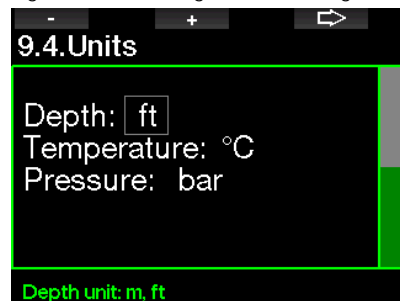 - +
9.4.Units
Depth: ft
Temperature: °C
Pressure: bar
Depth unit: m, ft